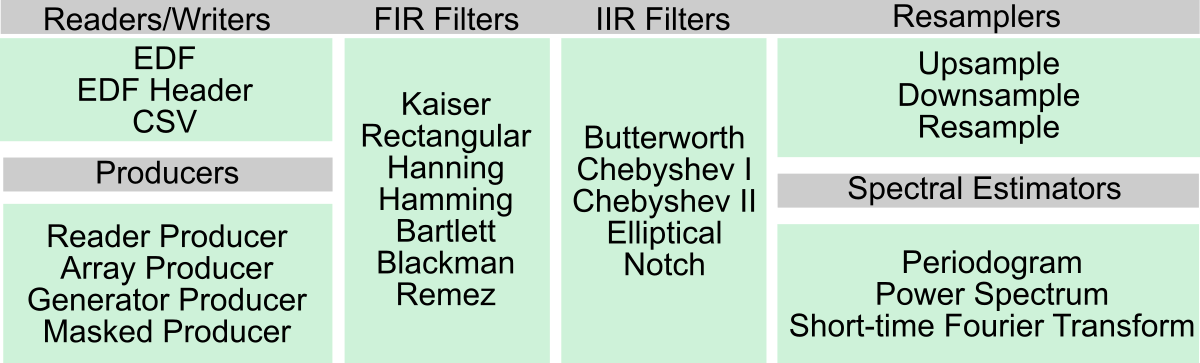 Readers/Writers
EDF
EDF Header
CSV
Producers
Reader Producer
Array Producer
Generator Producer
Masked Producer
FIR Filters
Kaiser
Rectangular
Hanning
Hamming
Bartlett
Blackman
Remez
IIR Filters
Butterworth
Chebyshev I
Chebyshev II
Elliptical
Notch
Resamplers
Upsample
Downsample
Resample
Spectral Estimators
Periodogram
Power Spectrum
Short-time Fourier Transform